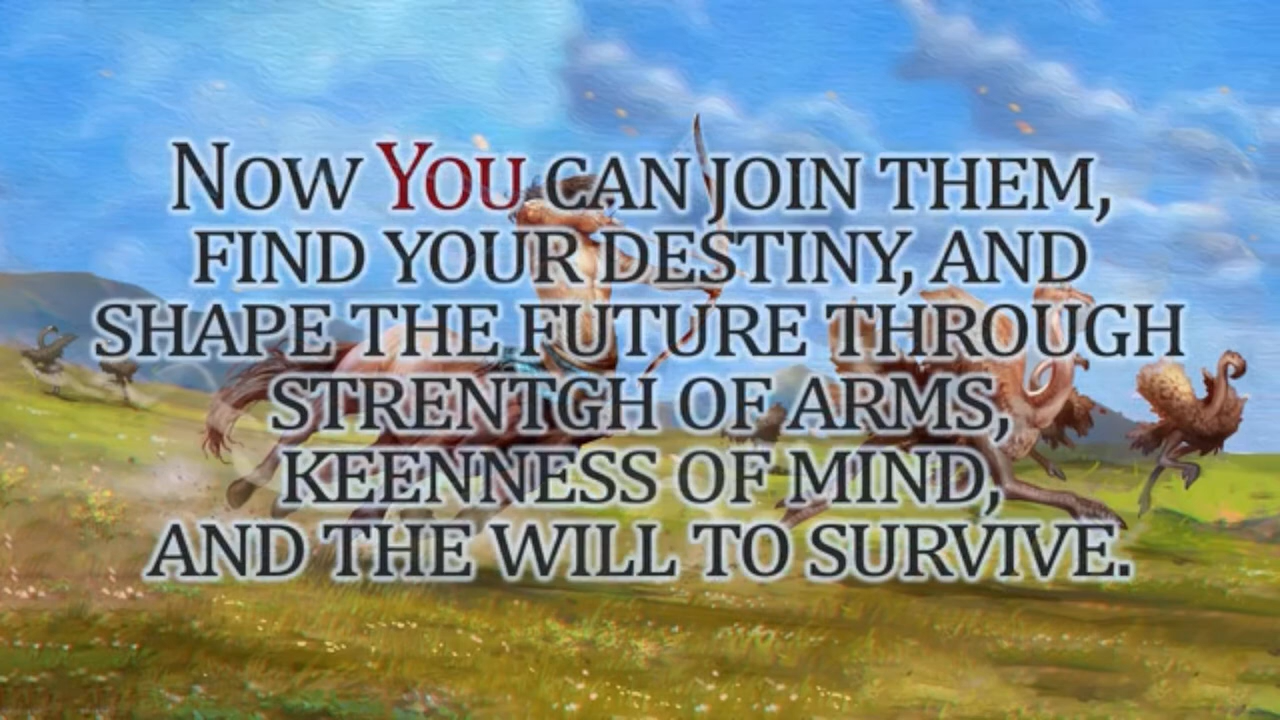 Now You can join them,
find your destiny, and
shape the future through
strentgh of arms,
keenness of mind,
and the will to survive.